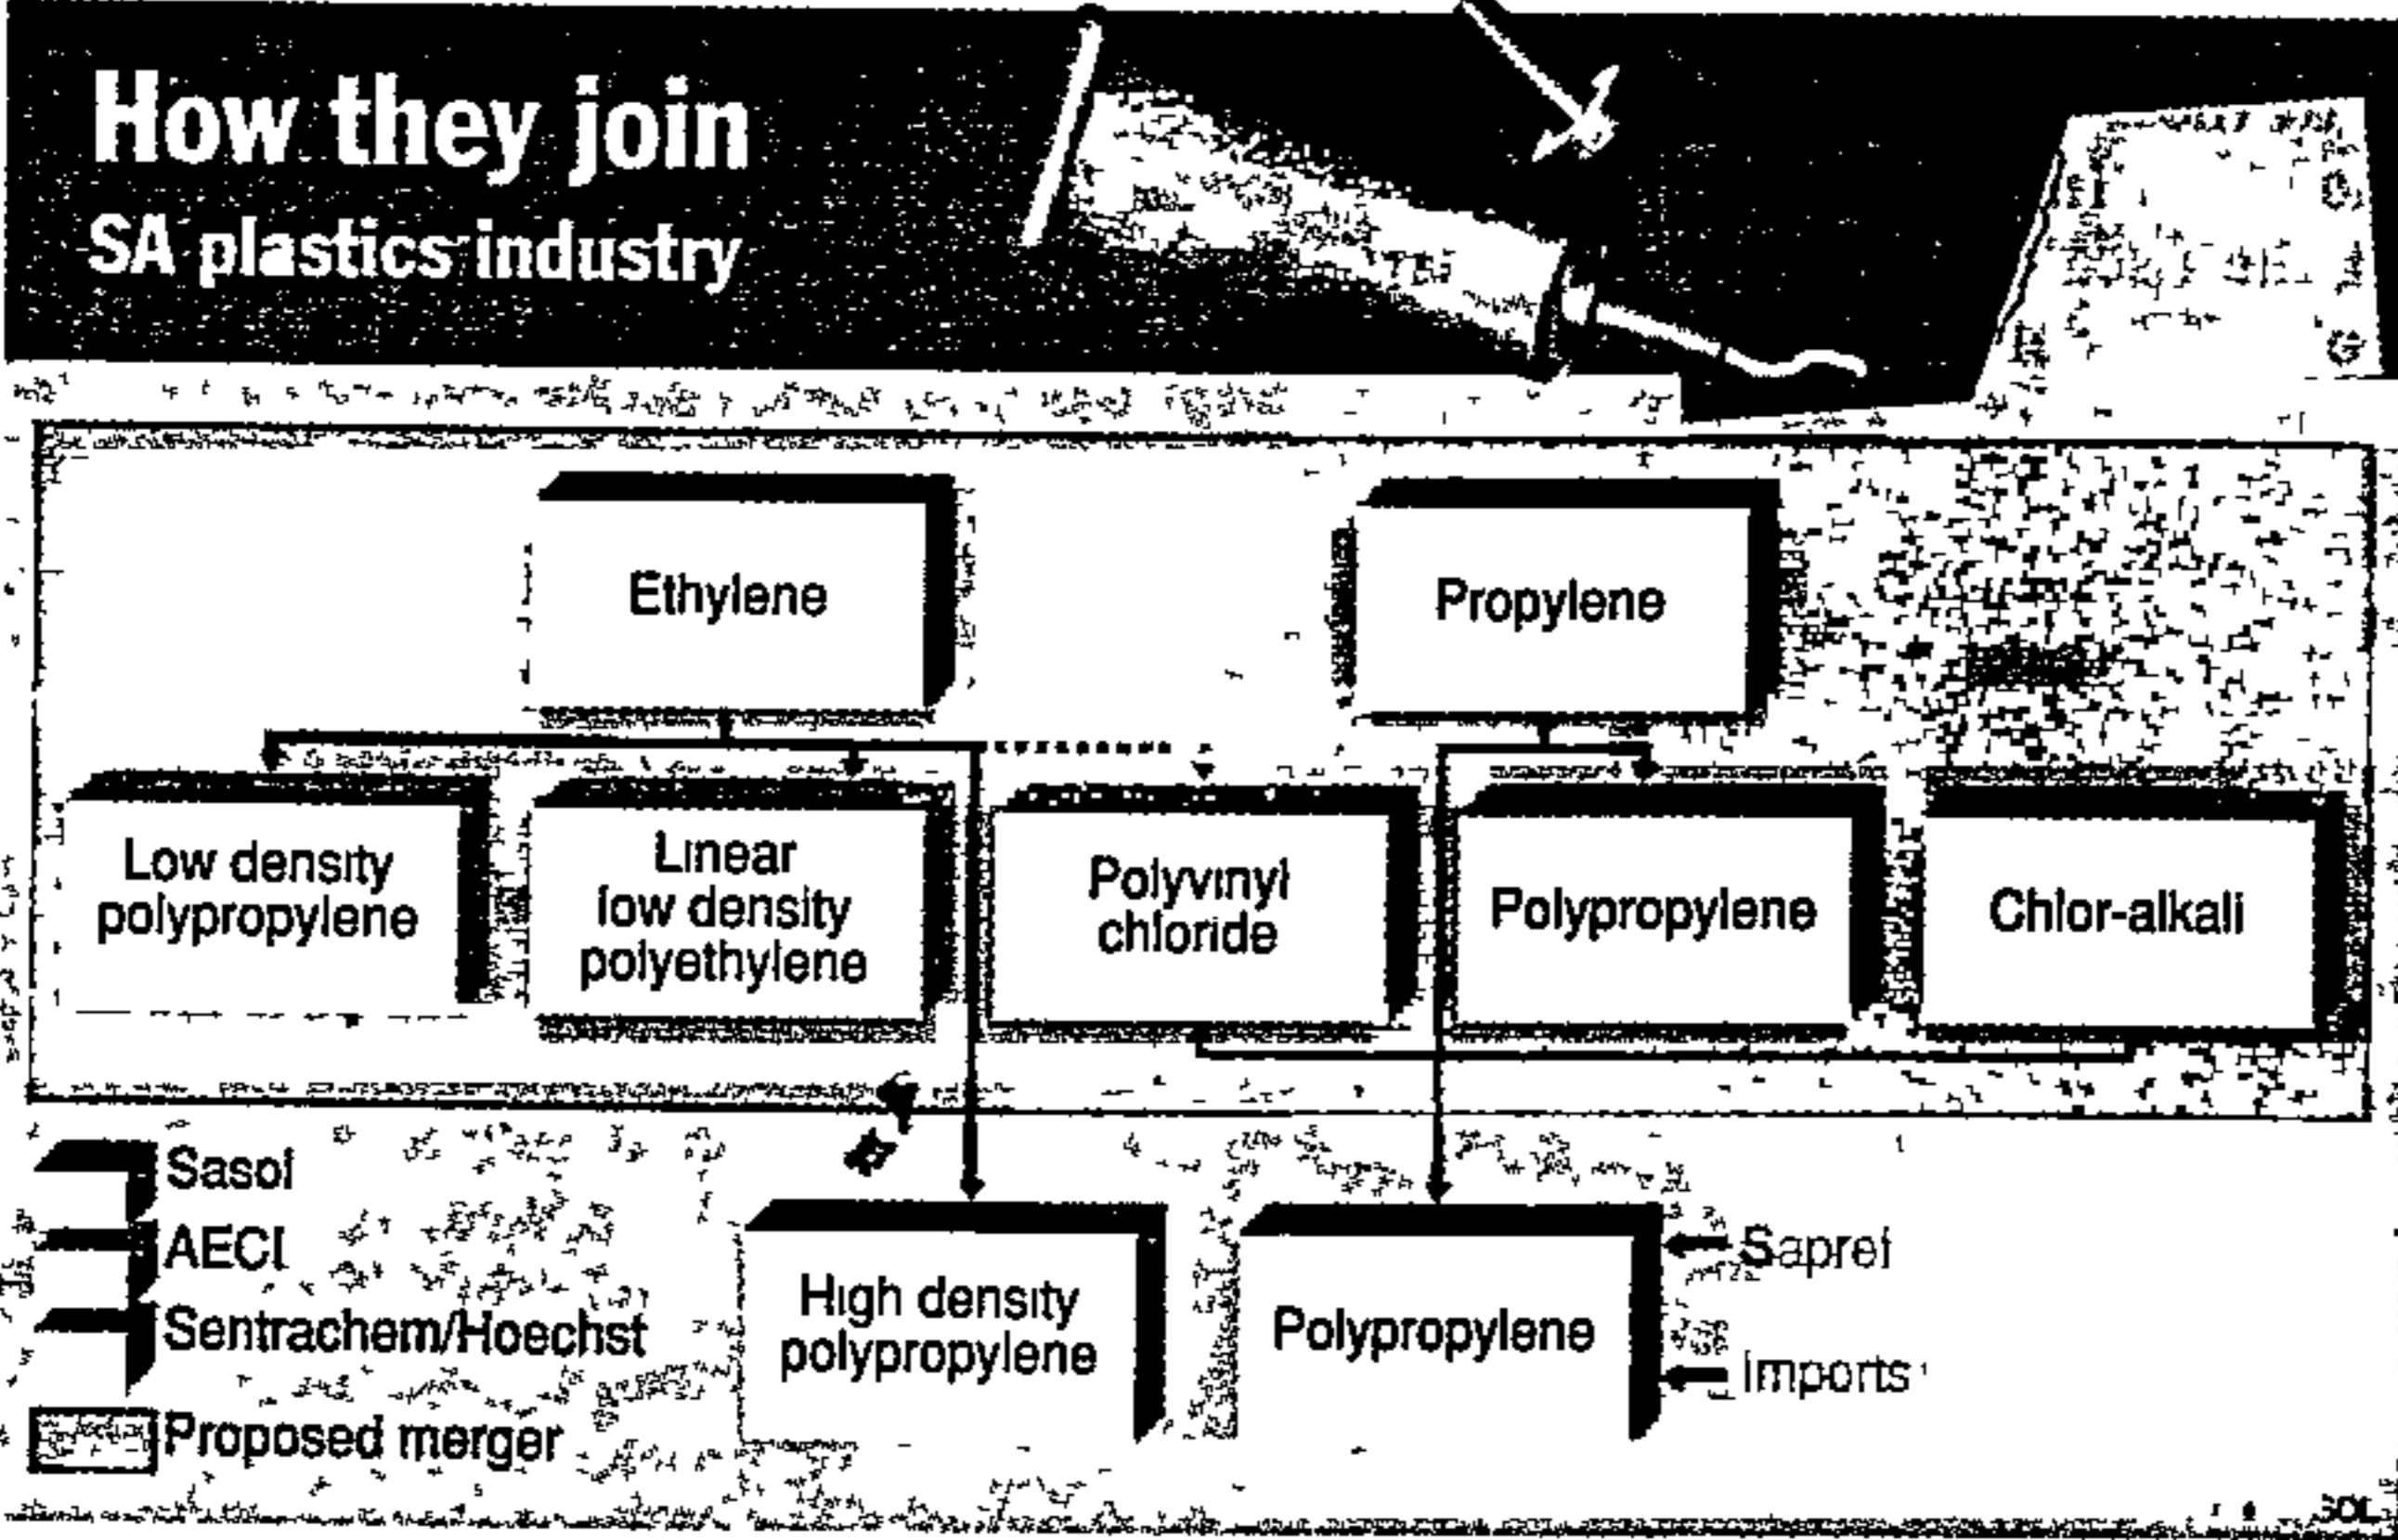 How they join
SA plastics industry
Ethylene
Propylene
Low density
polypropylene
Linear
low density
polyethylene
Polyvinyl
chloride
Polypropylene
Chlor-alkali
Sasol
AECI
Sentrachem/Hoechst
Proposed merger
High density
polypropylene
Polypropylene
Sapref
Imports